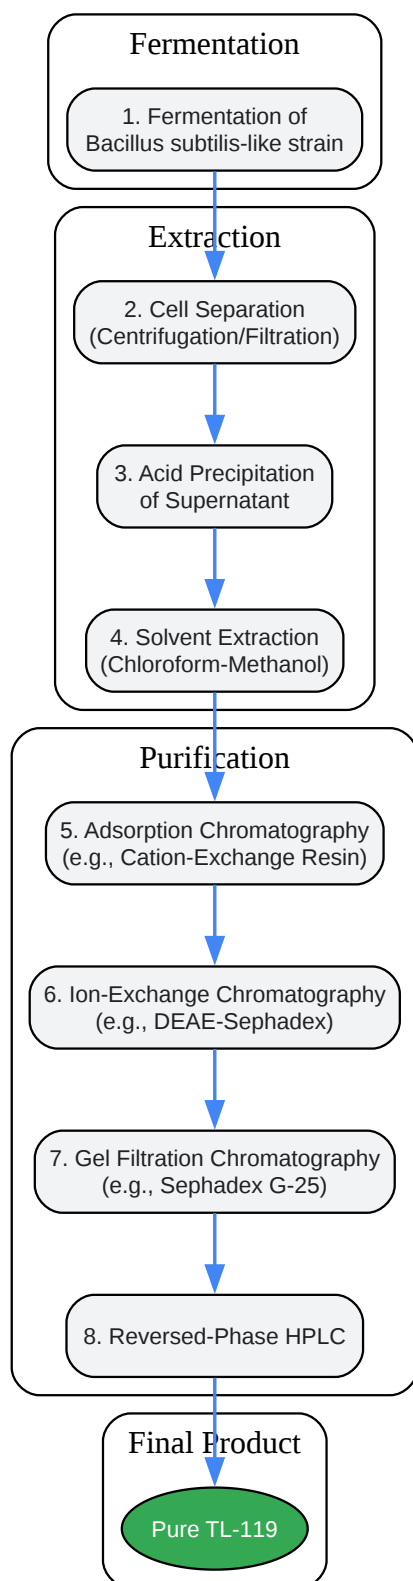 Fermentation
1. Fermentation of
Bacillus subtilis-like strain
Extraction
2. Cell Separation
(Centrifugation/Filtration)
3. Acid Precipitation
of Supernatant
4. Solvent Extraction
(Chloroform-Methanol)
Purification
5. Adsorption Chromatography
(e.g., Cation-Exchange Resin)
6. Ion-Exchange Chromatography
(e.g., DEAE-Sephadex)
7. Gel Filtration Chromatography
(e.g., Sephadex G-25)
8. Reversed-Phase HPLC
Final Product
Pure TL-119